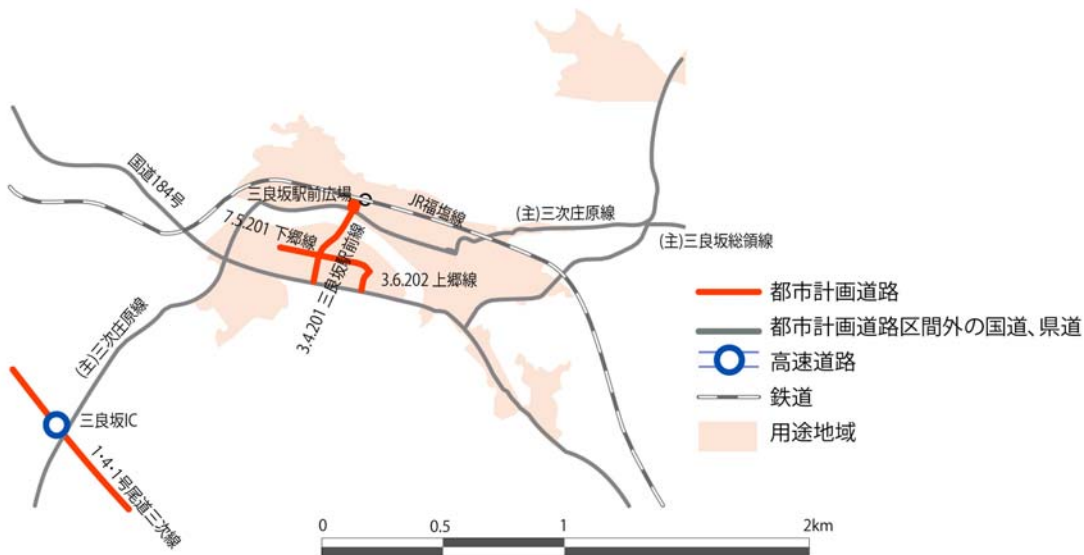 国道184号
三良坂駅前広場
JR福塩線
(主)三次庄原線
(主)三良坂総領線
7.5.201 下郷線
3.4.201 三良坂駅前線
3.6.202 上郷線
(主)三次庄原線
三良坂IC
1・4・1号尾道三次線
都市計画道路
都市計画道路区間外の国道、県道
高速道路
鉄道
用途地域
0 0.5 1 2km